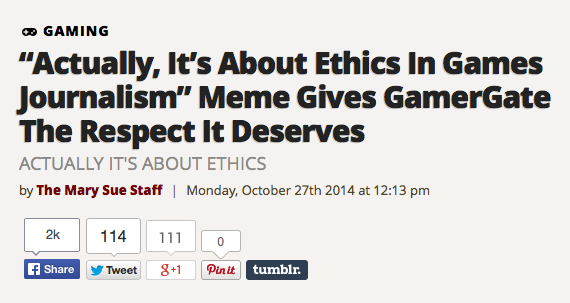 GAMING
“Actually, It’s About Ethics In Games
Journalism” Meme Gives GamerGate
The Respect It Deserves
ACTUALLY IT'S ABOUT ETHICS
by The Mary Sue Staff | Monday, October 27th 2014 at 12:13 pm
2k 114 111 0
f Share Tweet g+1 Pin it tumblr.